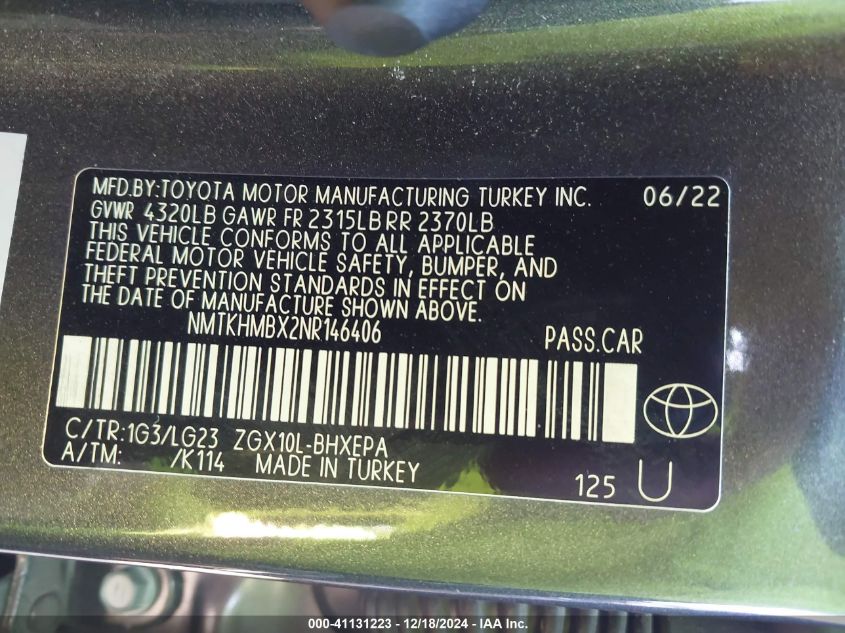 MFD.BY:TOYOTA MOTOR MANUFACTURING TURKEY INC. 06/22
GVWR 4320LB GAWR FR 2315LB RR 2370LB
THIS VEHICLE CONFORMS TO ALL APPLICABLE
FEDERAL MOTOR VEHICLE SAFETY, BUMPER, AND
THEFT PREVENTION STANDARDS IN EFFECT ON
THE DATE OF MANUFACTURE SHOWN ABOVE.
NMTKHMBX2NR146406 PASS.CAR
C/TR:1G3/LG23 ZGX10L-BHXEPA
A/TM: /K114 MADE IN TURKEY
125 U
000-41131223 - 12/18/2024 - IAA Inc.